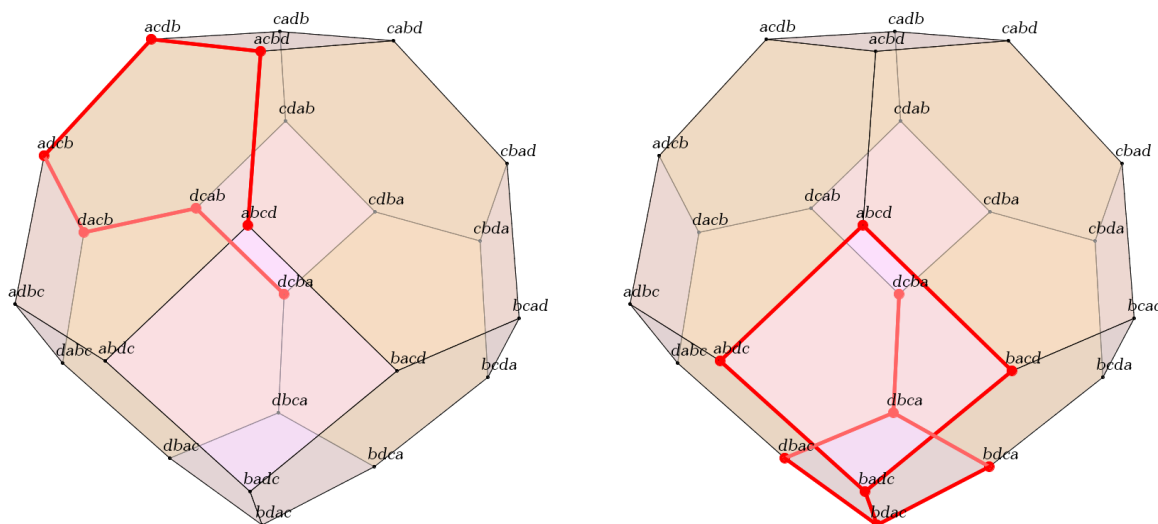 cadb
acdb
acbd
cabd
cdab
adcb
cbad
dcab
cdba
dacb
abcd
cbda
dcba
adbc
bcad
abdc
dabc
bacd
bcda
dbca
dbac
bdca
badc
bdac
cadb
acdb
acbd
cabd
cdab
adcb
cbad
dcab
cdba
dacb
abcd
cbda
dcba
adbc
bcad
abdc
dabc
bacd
bcda
dbca
dbac
bdca
badc
bdac